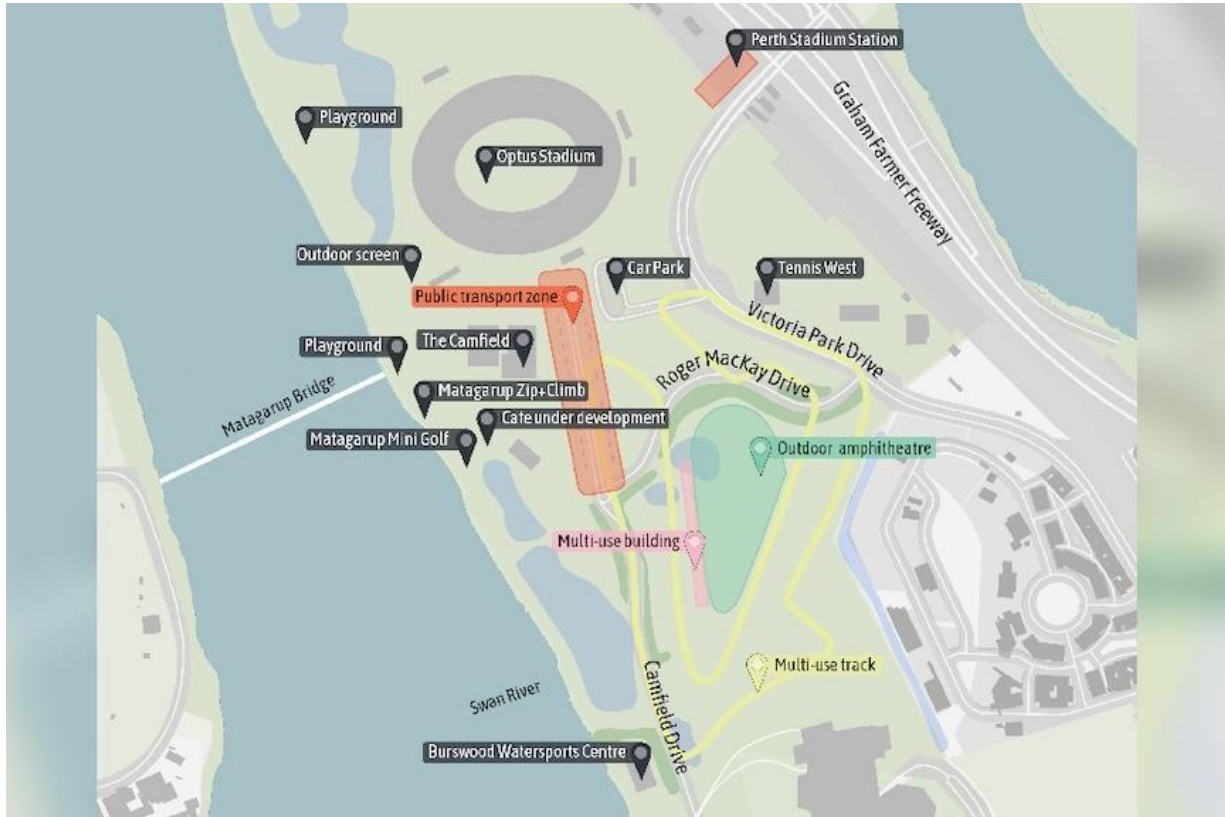 Perth Stadium Station
Graham Farmer Freeway
Playground
Optus Stadium
Outdoor screen
Car Park
Tennis West
Public transport zone
Victoria Park Drive
Playground
The Camfield
Roger MacKay Drive
Matagarup Bridge
Matagarup Zip+Climb
Cafe under development
Matagarup Mini Golf
Outdoor amphitheatre
Multi-use building
Multi-use track
Swan River
Camfield Drive
Burswood Watersports Centre